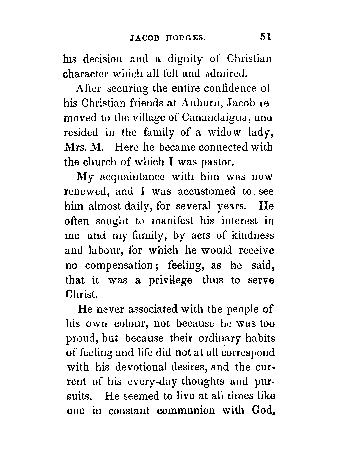 JACOB HODGES. 51
his decision and a dignity of Christian
character which all felt and admired.
After securing the entire confidence of
his Christian friends at Auburn, Jacob re-
moved to the village of Canandaigua, and
resided in the family of a widow lady,
Mrs. M. Here he became connected with
the church of which I was pastor.
My acquaintance with him was now
renewed, and I was accustomed to see
him almost daily, for several years. He
often sought to manifest his interest in
me and my family, by acts of kindness
and labour, for which he would receive
no compensation; feeling, as he said,
that it was a privilege thus to serve
Christ.
He never associated with the people of
his own colour, not because he was too
proud, but because their ordinary habits
of feeling and life did not at all correspond
with his devotional desires, and the cur-
rent of his every-day thoughts and pur-
suits. He seemed to live at all times like
one in constant communion with God.